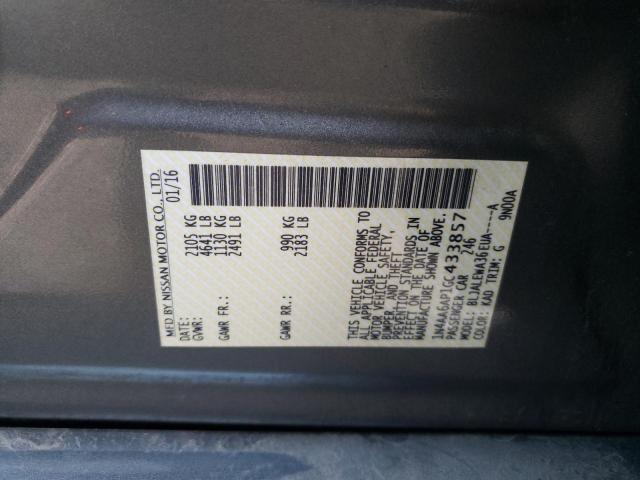 MFD BY NISSAN MOTOR CO., LTD.
01/16
GVWR: 2105 KG
4641 LB
GAWR FR: 1130 KG
2491 LB
GAWR RR: 990 KG
2183 LB
THIS VEHICLE CONFORMS TO
ALL APPLICABLE FEDERAL
MOTOR VEHICLE SAFETY,
BUMPER, AND THEFT
PREVENTION STANDARDS IN
EFFECT ON THE DATE OF
MANUFACTURE SHOWN ABOVE.
1N4AA6AP1GC433857
PASSENGER CAR 246
MODEL: BLJALEWA36EUA-----A
COLOR: KAD TRIM: G 9N00A